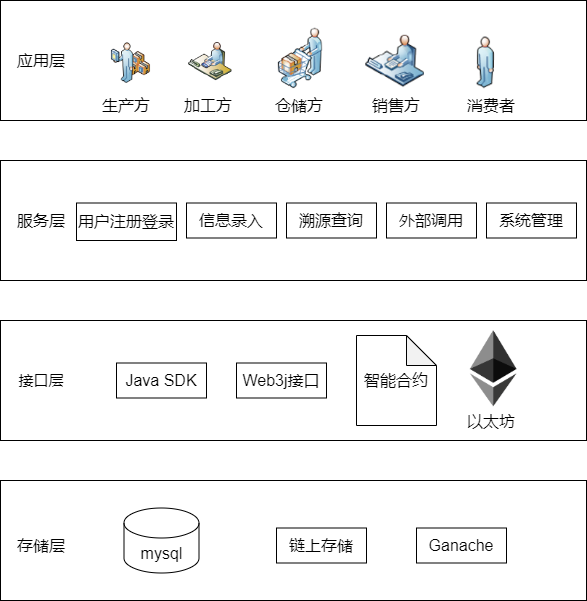 应用层
生产方
加工方
仓储方
销售方
消费者
服务层
用户注册登录
信息录入
溯源查询
外部调用
系统管理
接口层
Java SDK
Web3j接口
智能合约
以太坊
存储层
mysql
链上存储
Ganache